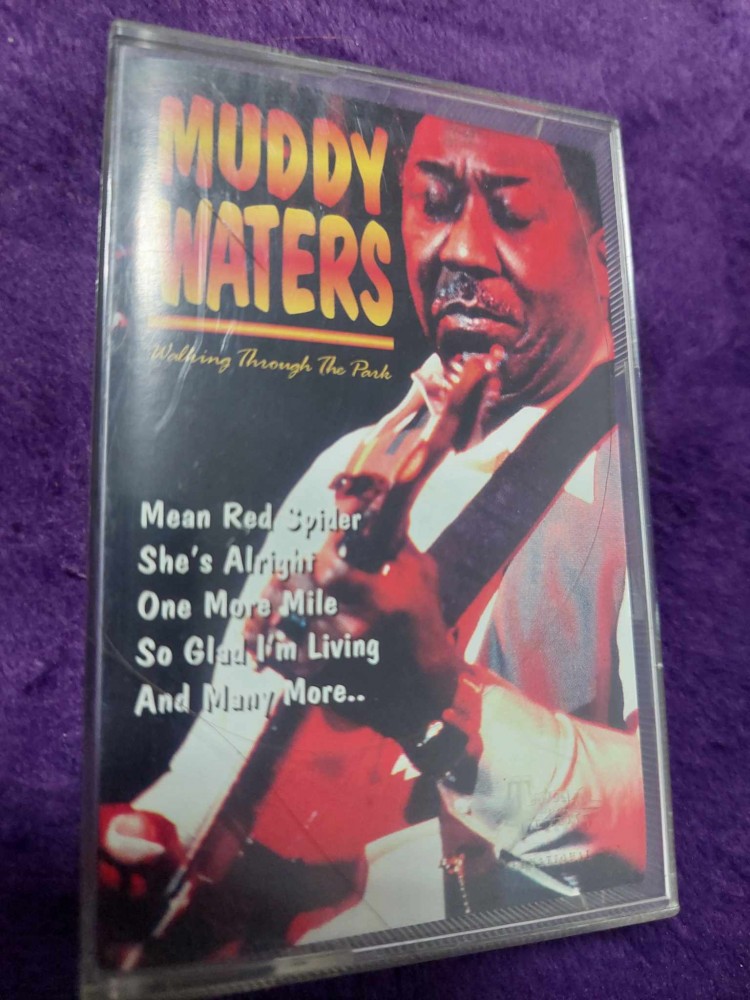 MUDDY
WATERS
Walking Through The Park
Mean Red Spider
She's Alright
One More Mile
So Glad I'm Living
And Many More..